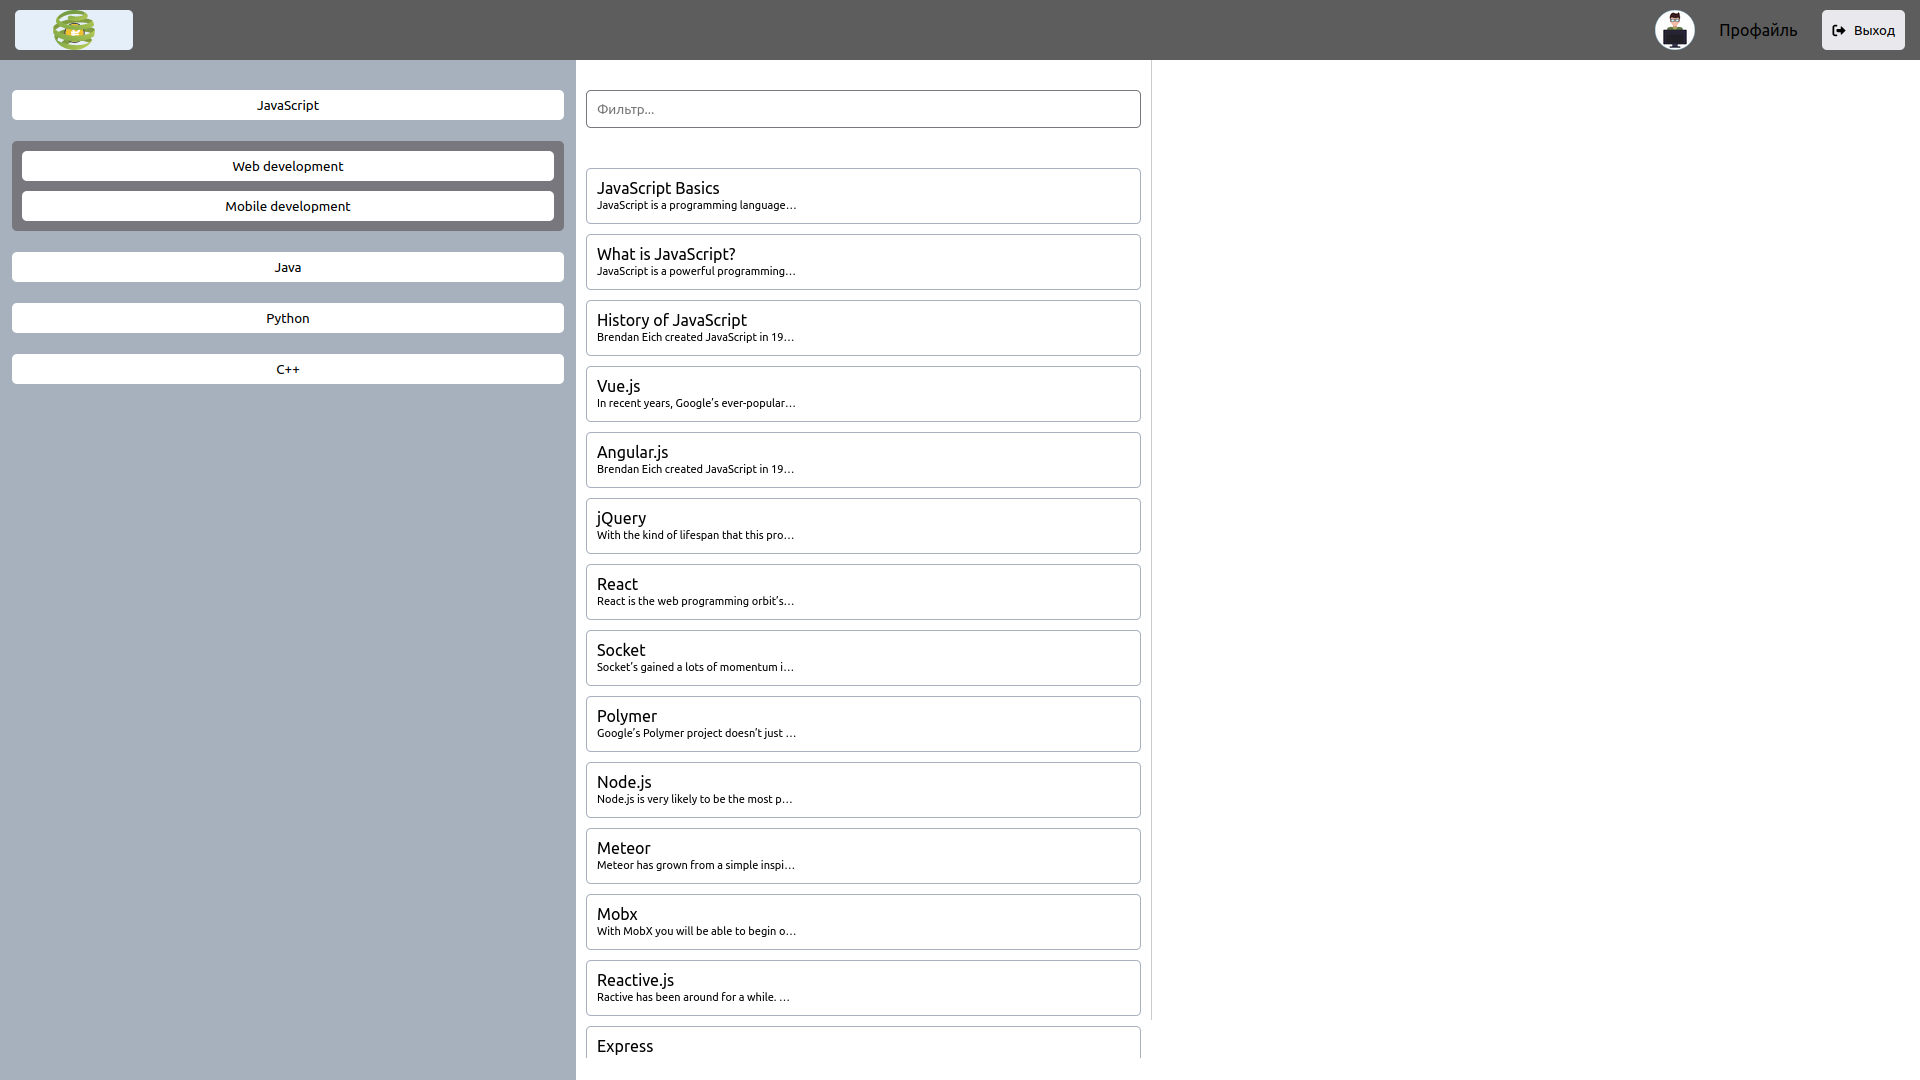 Профайль
Выход
JavaScript
Web development
Mobile development
Java
Python
C++
Фильтр...
JavaScript Basics
JavaScript is a programming language…
What is JavaScript?
JavaScript is a powerful programming…
History of JavaScript
Brendan Eich created JavaScript in 19…
Vue.js
In recent years, Google’s ever-popular…
Angular.js
Brendan Eich created JavaScript in 19…
jQuery
With the kind of lifespan that this pro…
React
React is the web programming orbit’s…
Socket
Socket’s gained a lots of momentum i…
Polymer
Google’s Polymer project doesn’t just …
Node.js
Node.js is very likely to be the most p…
Meteor
Meteor has grown from a simple inspi…
Mobx
With MobX you will be able to begin o…
Reactive.js
Ractive has been around for a while. …
Express